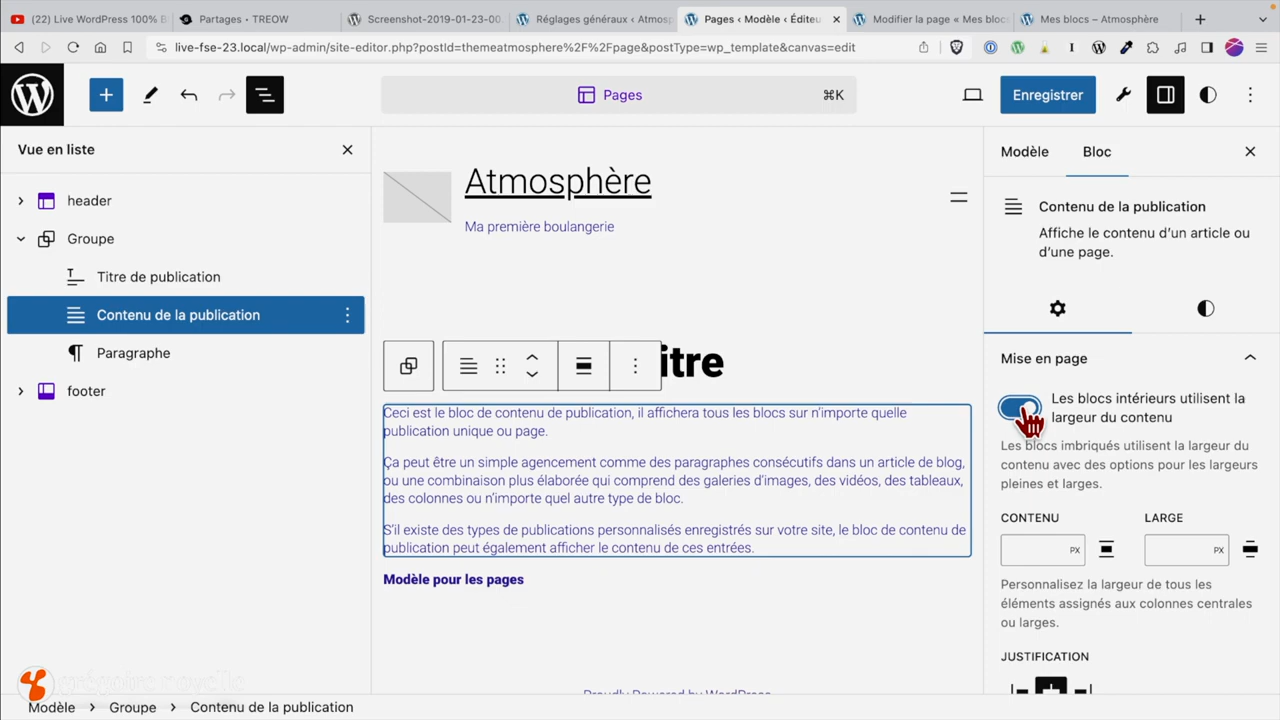 (22) Live WordPress 100% B
Partages · TREOW
Screenshot-2019-01-23-00.
Réglages généraux ‹ Atmosp
Pages ‹ Modèle ‹ Éditeu
Modifier la page « Mes blocs
Mes blocs – Atmosphère
live-fse-23.local/wp-admin/site-editor.php?postId=themeatmosphere%2F%2Fpage&postType=wp_template&canvas=edit
Pages
⌘K
Enregistrer
Vue en liste
header
Groupe
Titre de publication
Contenu de la publication
Paragraphe
footer
Atmosphère
Ma première boulangerie
itre
Ceci est le bloc de contenu de publication, il affichera tous les blocs sur n’importe quelle
publication unique ou page.
Ça peut être un simple agencement comme des paragraphes consécutifs dans un article de blog,
ou une combinaison plus élaborée qui comprend des galeries d’images, des vidéos, des tableaux,
des colonnes ou n’importe quel autre type de bloc.
S’il existe des types de publications personnalisés enregistrés sur votre site, le bloc de contenu de
publication peut également afficher le contenu de ces entrées.
Modèle pour les pages
Proudly Powered by WordPress
Modèle
Bloc
Contenu de la publication
Affiche le contenu d’un article ou
d’une page.
Mise en page
Les blocs intérieurs utilisent la
largeur du contenu
Les blocs imbriqués utilisent la largeur du
contenu avec des options pour les largeurs
pleines et larges.
CONTENU
LARGE
PX
PX
Personnalisez la largeur de tous les
éléments assignés aux colonnes centrales
ou larges.
JUSTIFICATION
Modèle > Groupe > Contenu de la publication